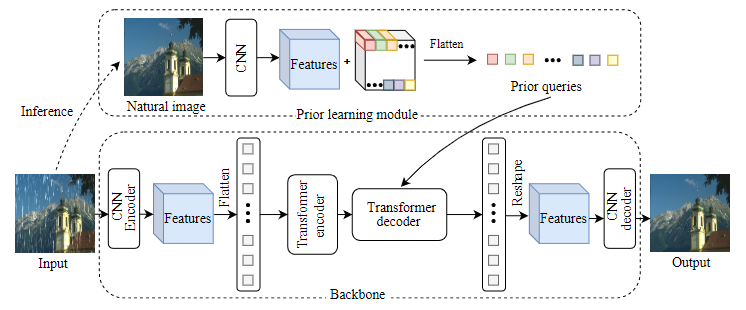 CNN
Features
+
Flatten
Natural image
Prior queries
Prior learning module
Inference
CNN
Encoder
Features
Flatten
Transformer
encoder
Transformer
decoder
Reshape
Features
CNN
decoder
Input
Output
Backbone